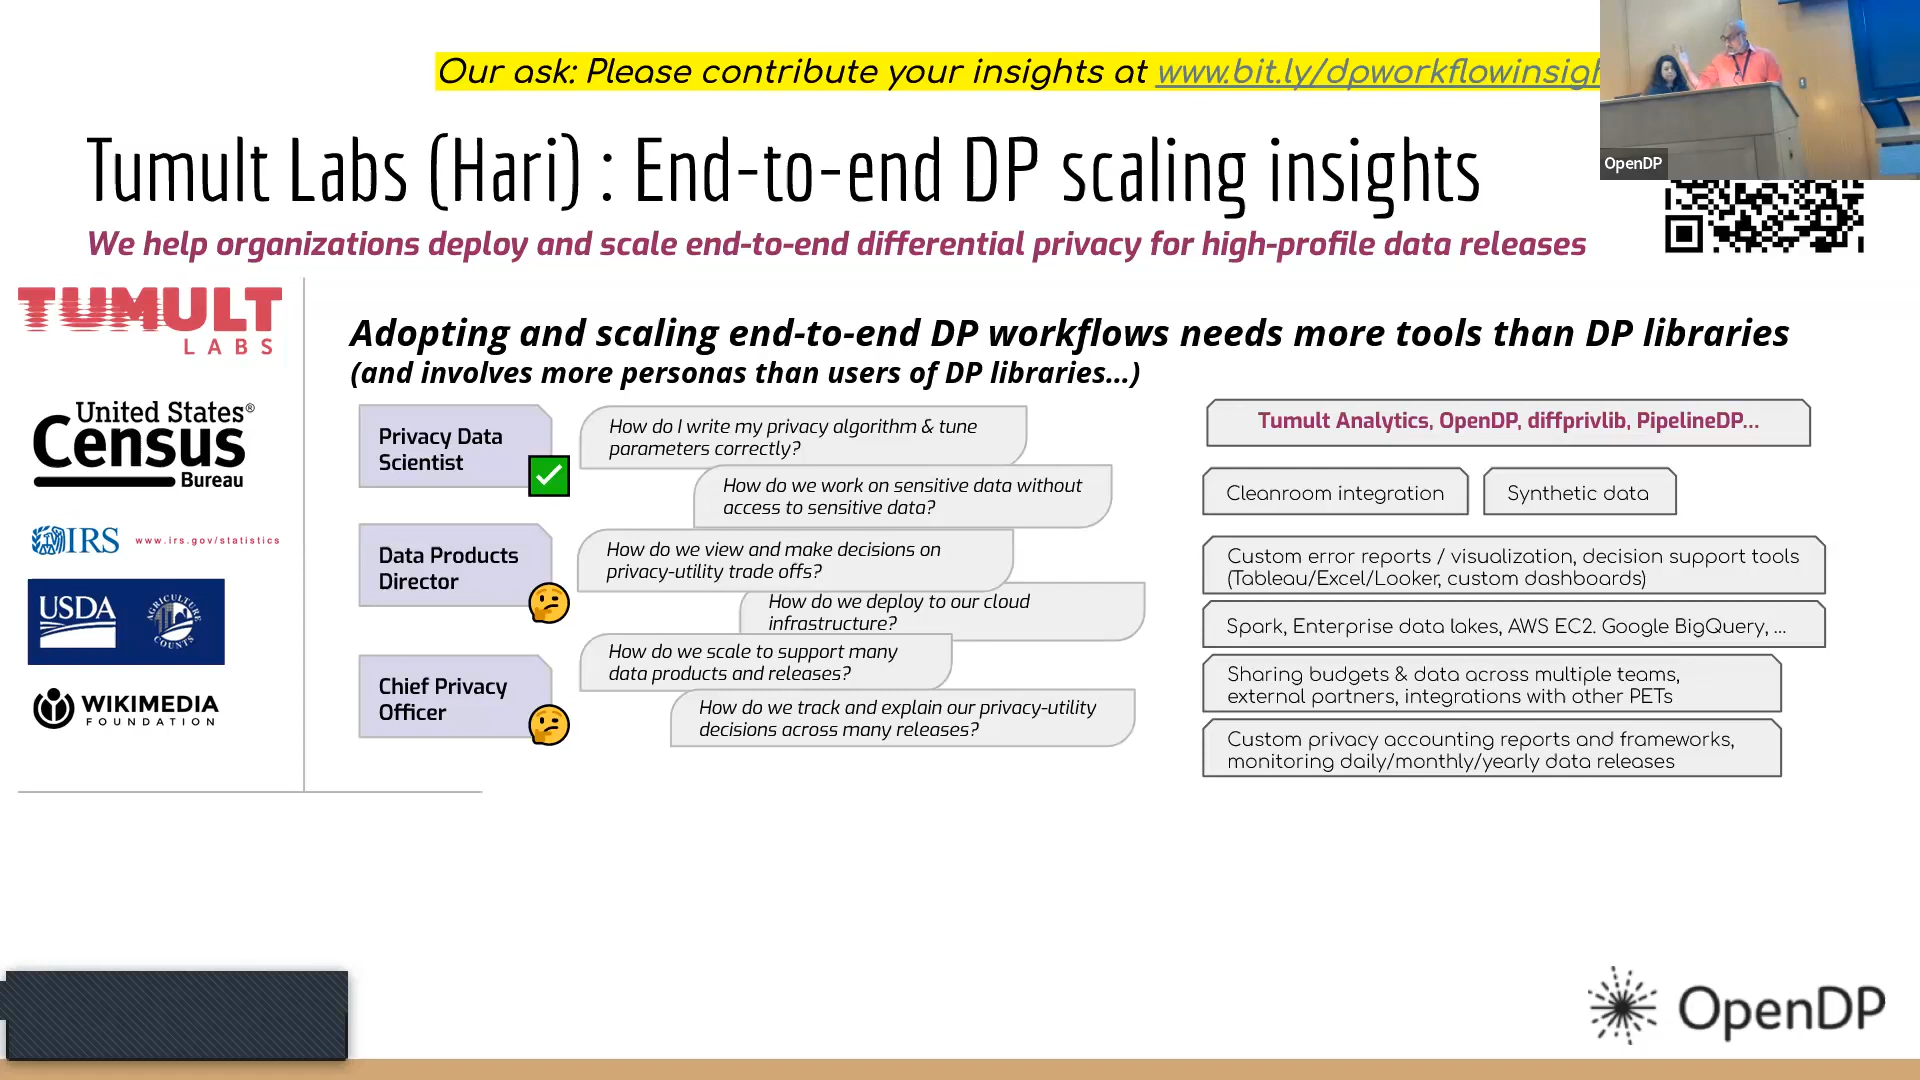 Our ask: Please contribute your insights at www.bit.ly/dpworkflowinsigh
OpenDP
Tumult Labs (Hari) : End-to-end DP scaling insights
We help organizations deploy and scale end-to-end differential privacy for high-profile data releases
TUMULT
LABS
United States®
Census
Bureau
IRS www.irs.gov/statistics
USDA
AGRICULTURE
COUNTS
WIKIMEDIA
FOUNDATION
Adopting and scaling end-to-end DP workflows needs more tools than DP libraries
(and involves more personas than users of DP libraries...)
Privacy Data
Scientist
How do I write my privacy algorithm & tune
parameters correctly?
How do we work on sensitive data without
access to sensitive data?
Tumult Analytics, OpenDP, diffprivlib, PipelineDP...
Cleanroom integration
Synthetic data
Data Products
Director
How do we view and make decisions on
privacy-utility trade offs?
How do we deploy to our cloud
infrastructure?
Custom error reports / visualization, decision support tools
(Tableau/Excel/Looker, custom dashboards)
Spark, Enterprise data lakes, AWS EC2. Google BigQuery, ...
Chief Privacy
Officer
How do we scale to support many
data products and releases?
How do we track and explain our privacy-utility
decisions across many releases?
Sharing budgets & data across multiple teams,
external partners, integrations with other PETs
Custom privacy accounting reports and frameworks,
monitoring daily/monthly/yearly data releases
OpenDP